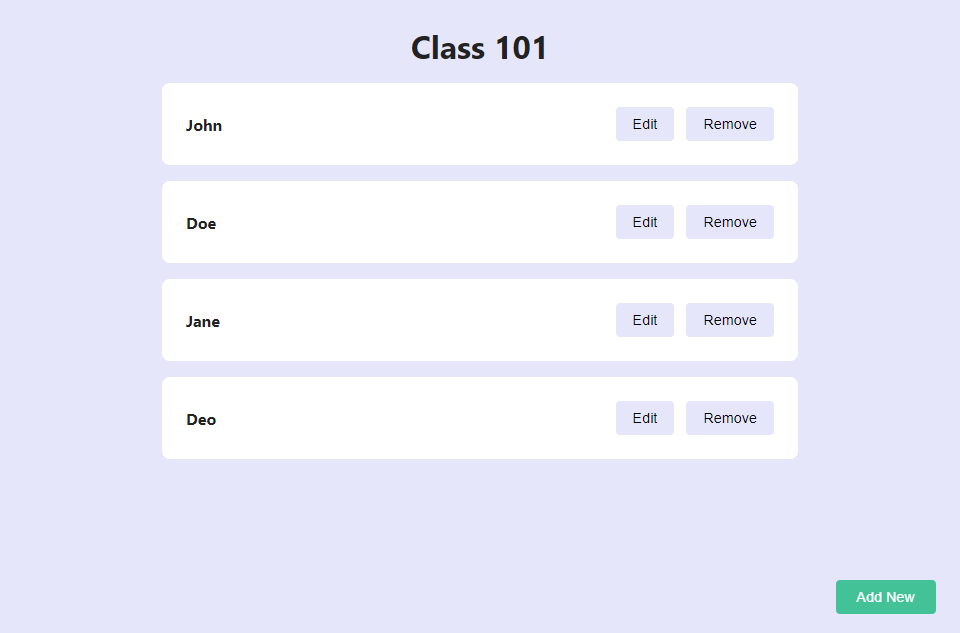 Class 101
John Edit Remove
Doe Edit Remove
Jane Edit Remove
Deo Edit Remove
Add New